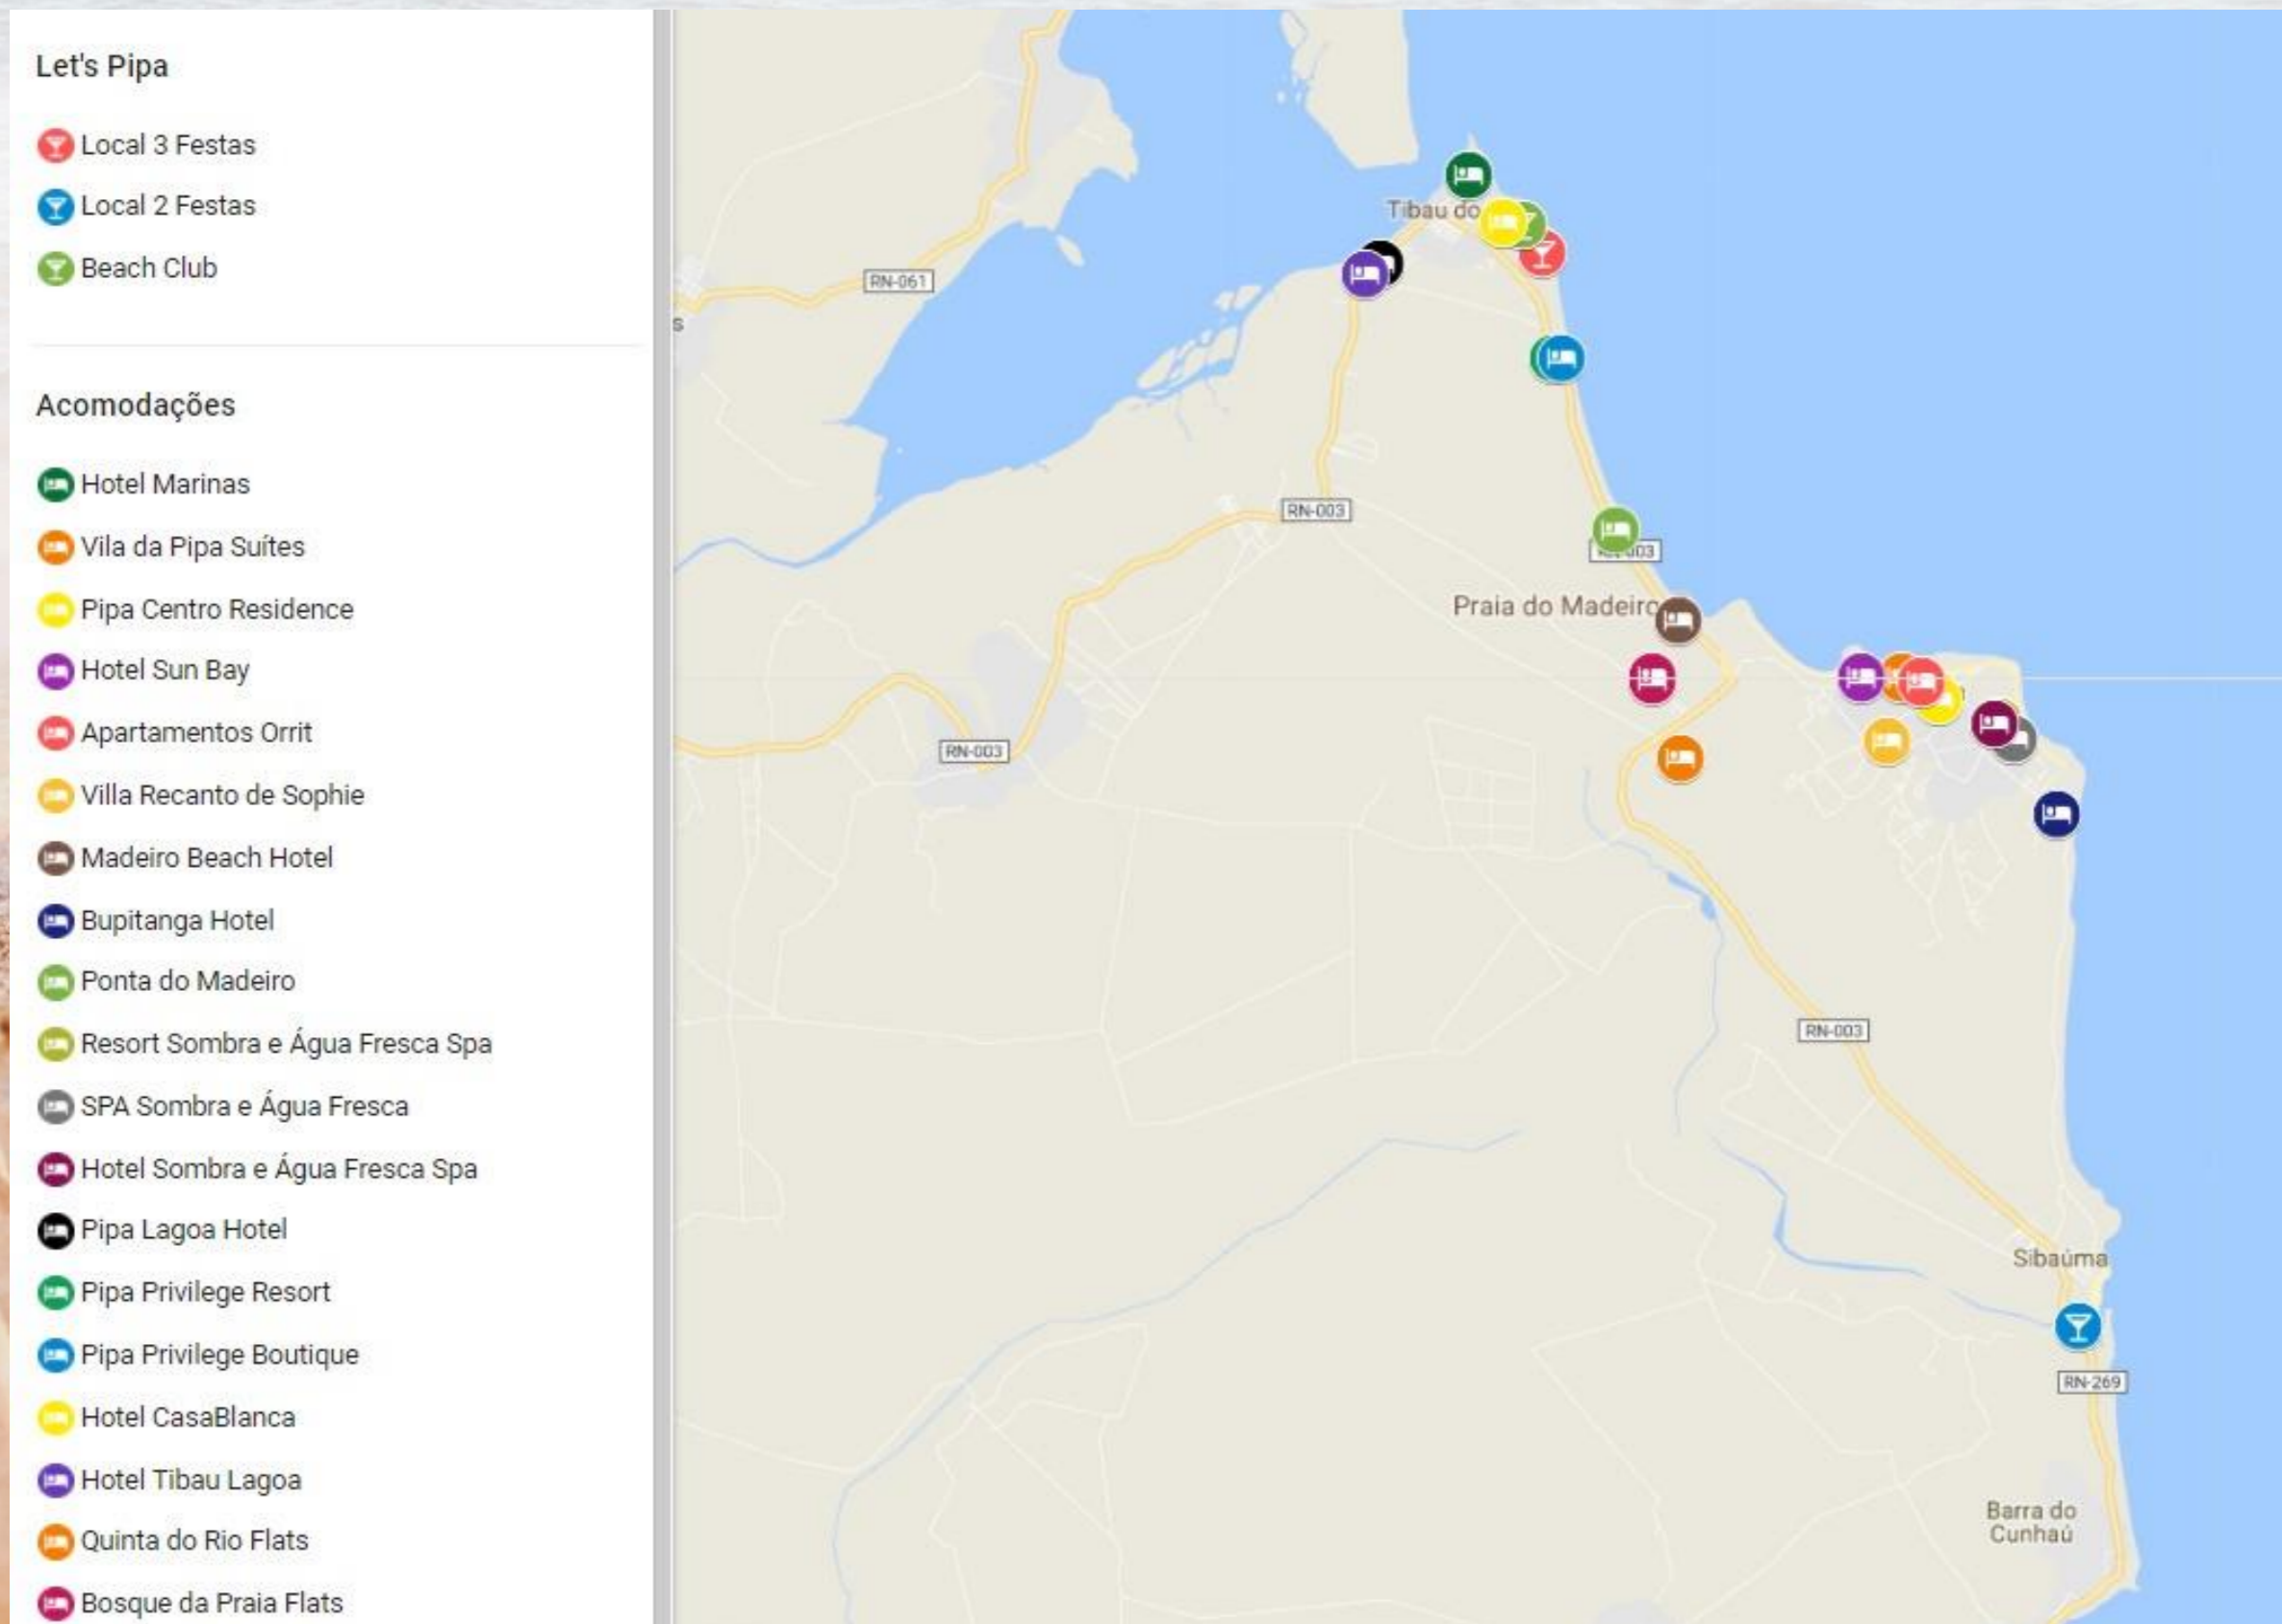 Let's Pipa
Local 3 Festas
Local 2 Festas
Beach Club
Acomodações
Hotel Marinas
Vila da Pipa Suítes
Pipa Centro Residence
Hotel Sun Bay
Apartamentos Orrit
Villa Recanto de Sophie
Madeiro Beach Hotel
Bupitanga Hotel
Ponta do Madeiro
Resort Sombra e Água Fresca Spa
SPA Sombra e Água Fresca
Hotel Sombra e Água Fresca Spa
Pipa Lagoa Hotel
Pipa Privilege Resort
Pipa Privilege Boutique
Hotel CasaBlanca
Hotel Tibau Lagoa
Quinta do Rio Flats
Bosque da Praia Flats
Tibau do
RN-061
s
RN-003
Praia do Madeiro
RN-003
RN-003
Sibaúma
RN-269
Barra do
Cunhaú